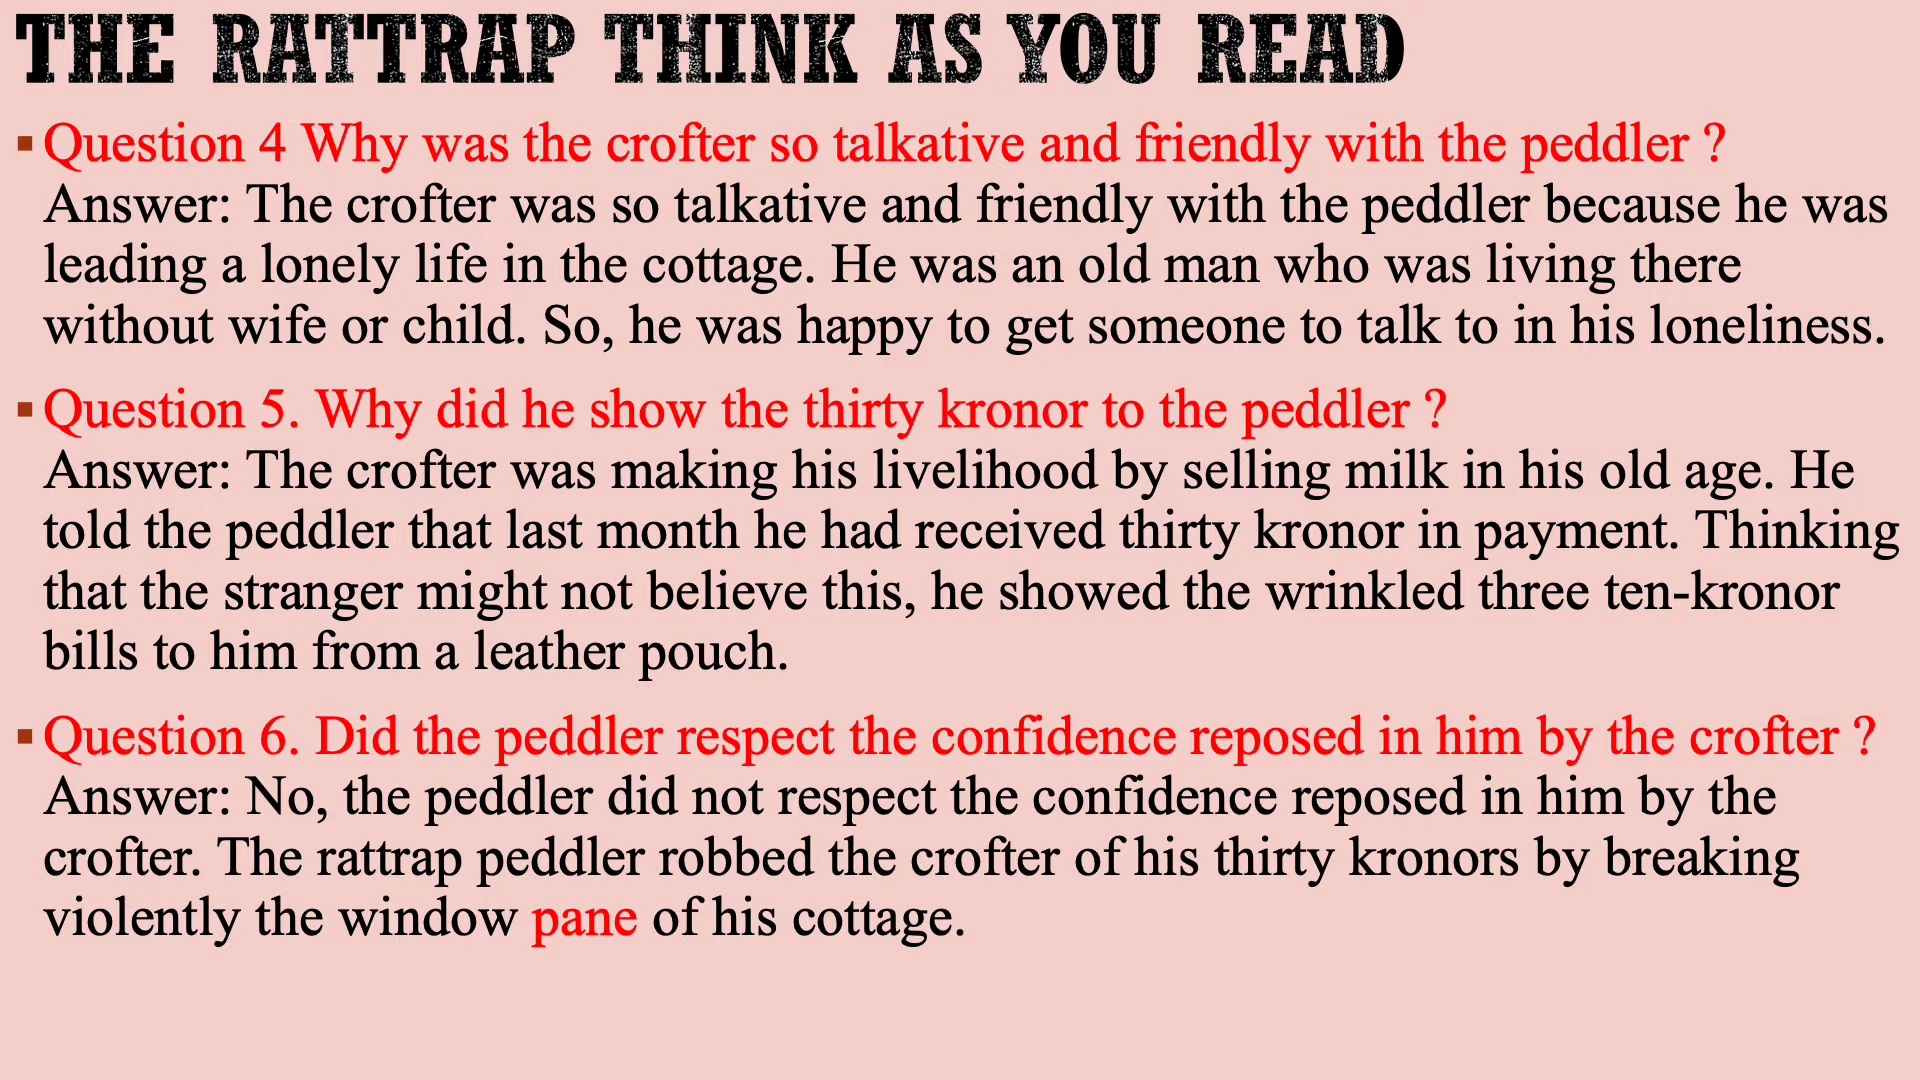 THE RATTRAP THINK AS YOU READ
▪ Question 4 Why was the crofter so talkative and friendly with the peddler ?
Answer: The crofter was so talkative and friendly with the peddler because he was
leading a lonely life in the cottage. He was an old man who was living there
without wife or child. So, he was happy to get someone to talk to in his loneliness.
▪ Question 5. Why did he show the thirty kronor to the peddler ?
Answer: The crofter was making his livelihood by selling milk in his old age. He
told the peddler that last month he had received thirty kronor in payment. Thinking
that the stranger might not believe this, he showed the wrinkled three ten-kronor
bills to him from a leather pouch.
▪ Question 6. Did the peddler respect the confidence reposed in him by the crofter ?
Answer: No, the peddler did not respect the confidence reposed in him by the
crofter. The rattrap peddler robbed the crofter of his thirty kronors by breaking
violently the window pane of his cottage.